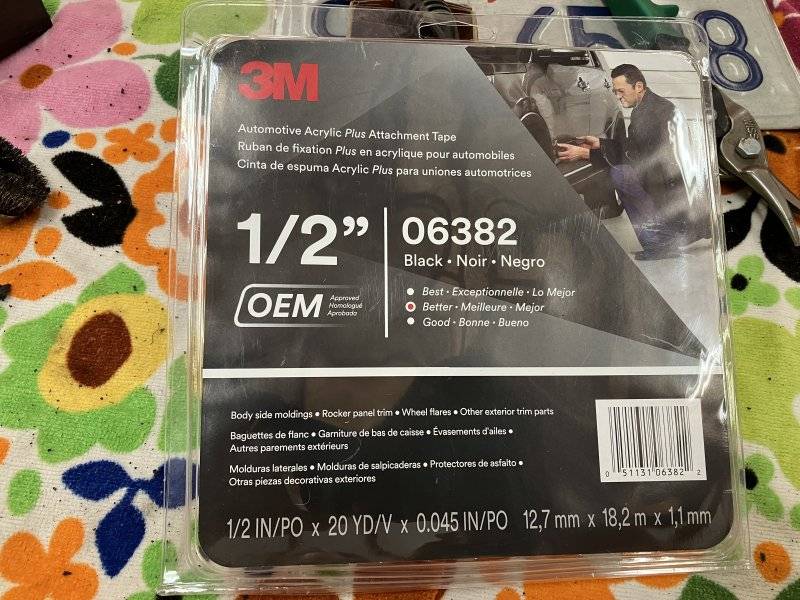 3M
Automotive Acrylic Plus Attachment Tape
Ruban de fixation Plus en acrylique pour automobiles
Cinta de espuma Acrylic Plus para uniones automotrices
1/2”
OEM
Approved
Homologué
Aprobada
06382
Black • Noir • Negro
Best • Exceptionnelle • Lo Mejor
Better • Meilleure • Mejor
Good • Bonne • Bueno
Body side moldings • Rocker panel trim • Wheel flares • Other exterior trim parts
Baguettes de flanc • Garniture de bas de caisse • Évasements d'ailes •
Autres parements extérieurs
Molduras laterales • Molduras de salpicaderas • Protectores de asfalto •
Otras piezas decorativas exteriores
0 51131 06382 2
1/2 IN/PO x 20 YD/V x 0.045 IN/PO 12,7 mm x 18,2 m x 1,1 mm